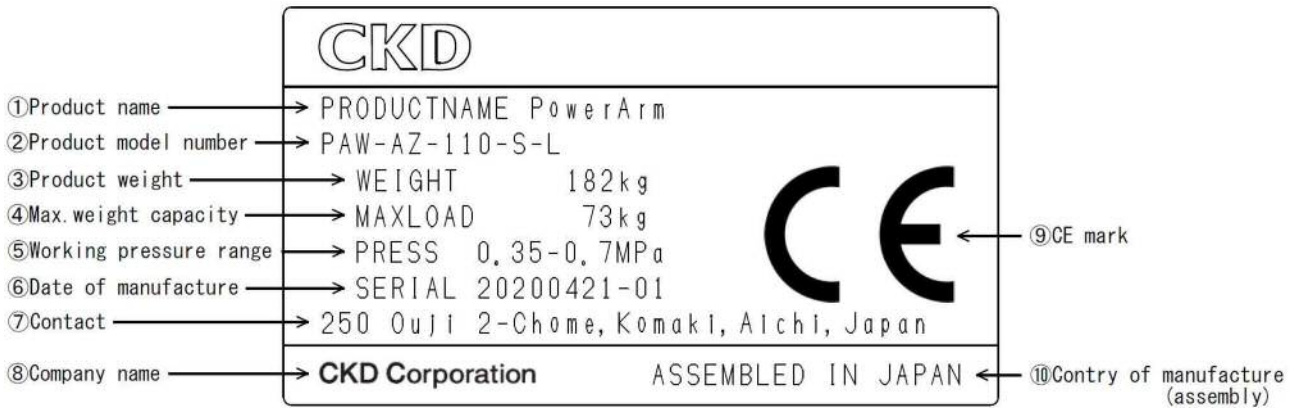 CKD
①Product name PRODUCTNAME PowerArm
②Product model number PAW-AZ-110-S-L
③Product weight WEIGHT 182kg
④Max.weight capacity MAXLOAD 73kg
⑤Working pressure range PRESS 0.35-0.7MPa
⑨CE mark
⑥Date of manufacture SERIAL 20200421-01
⑦Contact 250 Ouji 2-Chome,Komaki,Aichi,Japan
CE
⑧Company name CKD Corporation ASSEMBLED IN JAPAN ⑩Contry of manufacture
(assembly)